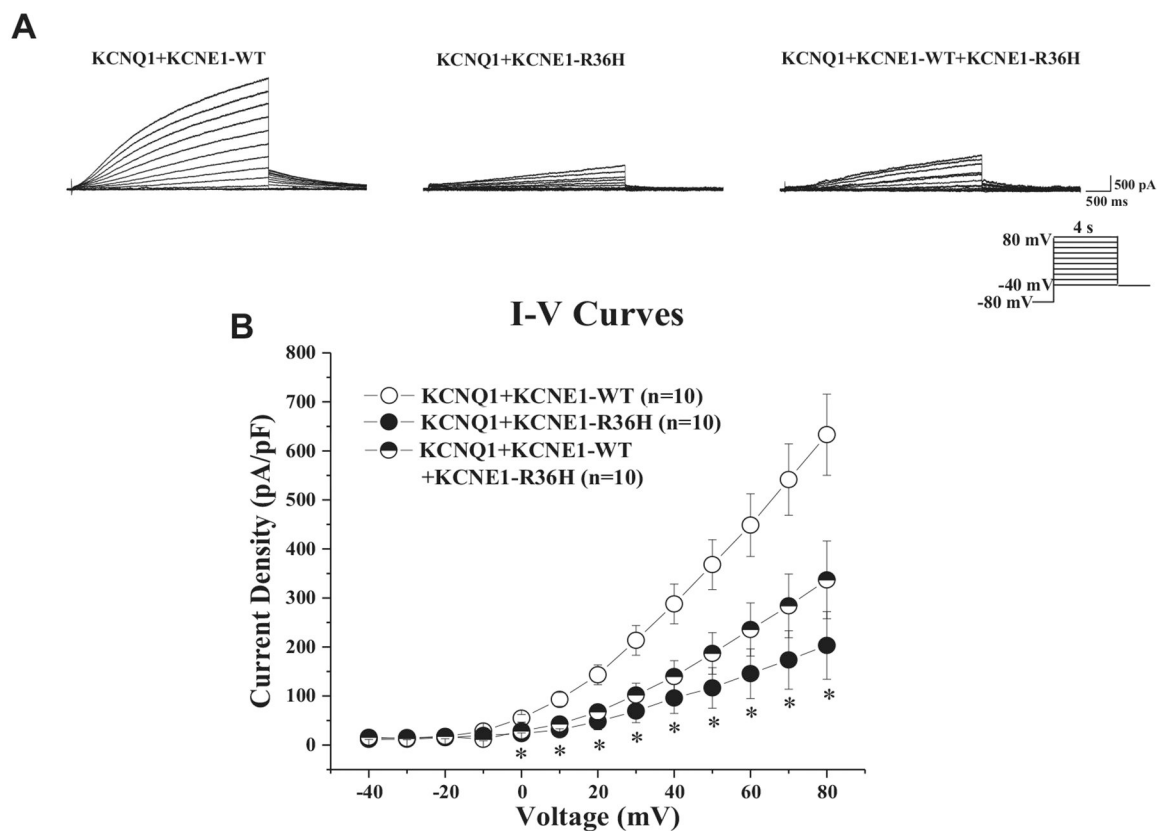 A
KCNQ1+KCNE1-WT
KCNQ1+KCNE1-R36H
KCNQ1+KCNE1-WT+KCNE1-R36H
500 pA
500 ms
4 s
80 mV
-40 mV
-80 mV
I-V Curves
B
800
700
600
500
400
300
200
100
0
Current Density (pA/pF)
KCNQ1+KCNE1-WT (n=10)
KCNQ1+KCNE1-R36H (n=10)
KCNQ1+KCNE1-WT
+KCNE1-R36H (n=10)
* * * * * * * * *
-40 -20 0 20 40 60 80
Voltage (mV)